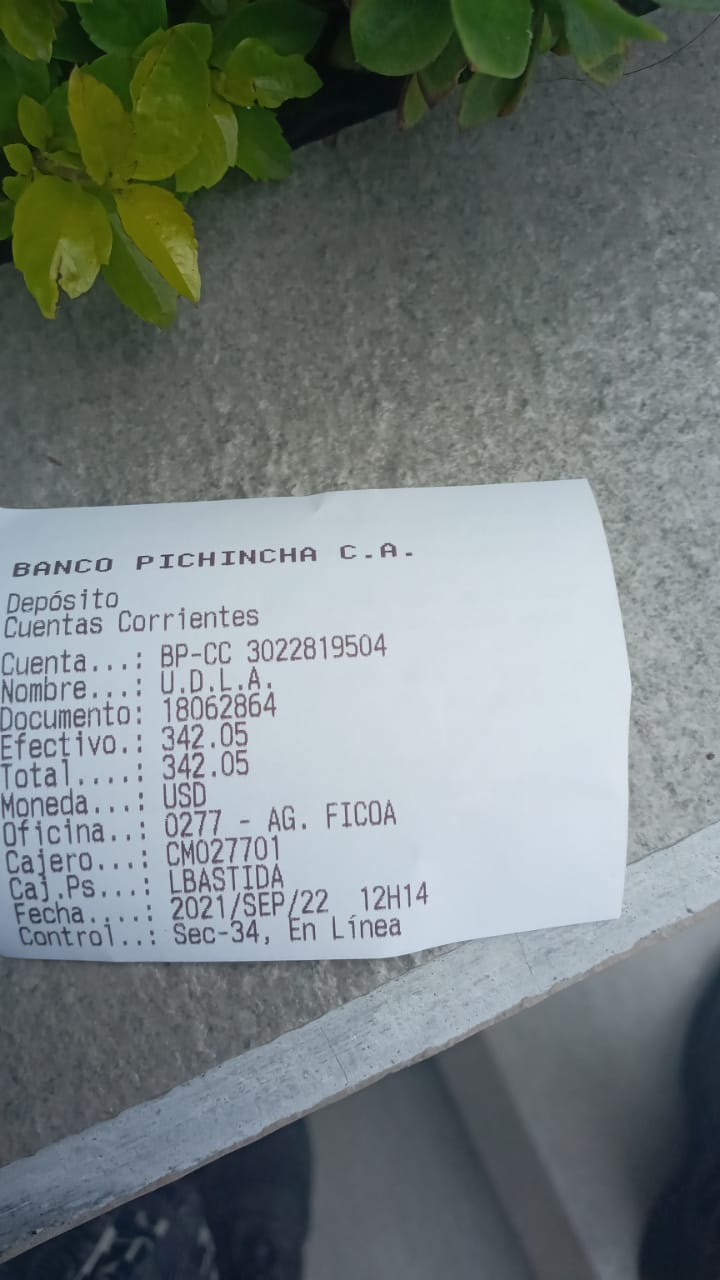 BANCO PICHINCHA C.A.
Depósito
Cuentas Corrientes
Cuenta...: BP-CC 3022819504
Nombre...: U.D.L.A.
Documento: 18062864
Efectivo.: 342.05
Total....: 342.05
Moneda...: USD
Oficina..: 0277 - AG. FICOA
Cajero...: CM027701
Caj.Ps...: LBASTIDA
Fecha....: 2021/SEP/22 12H14
Control..: Sec-34, En Línea